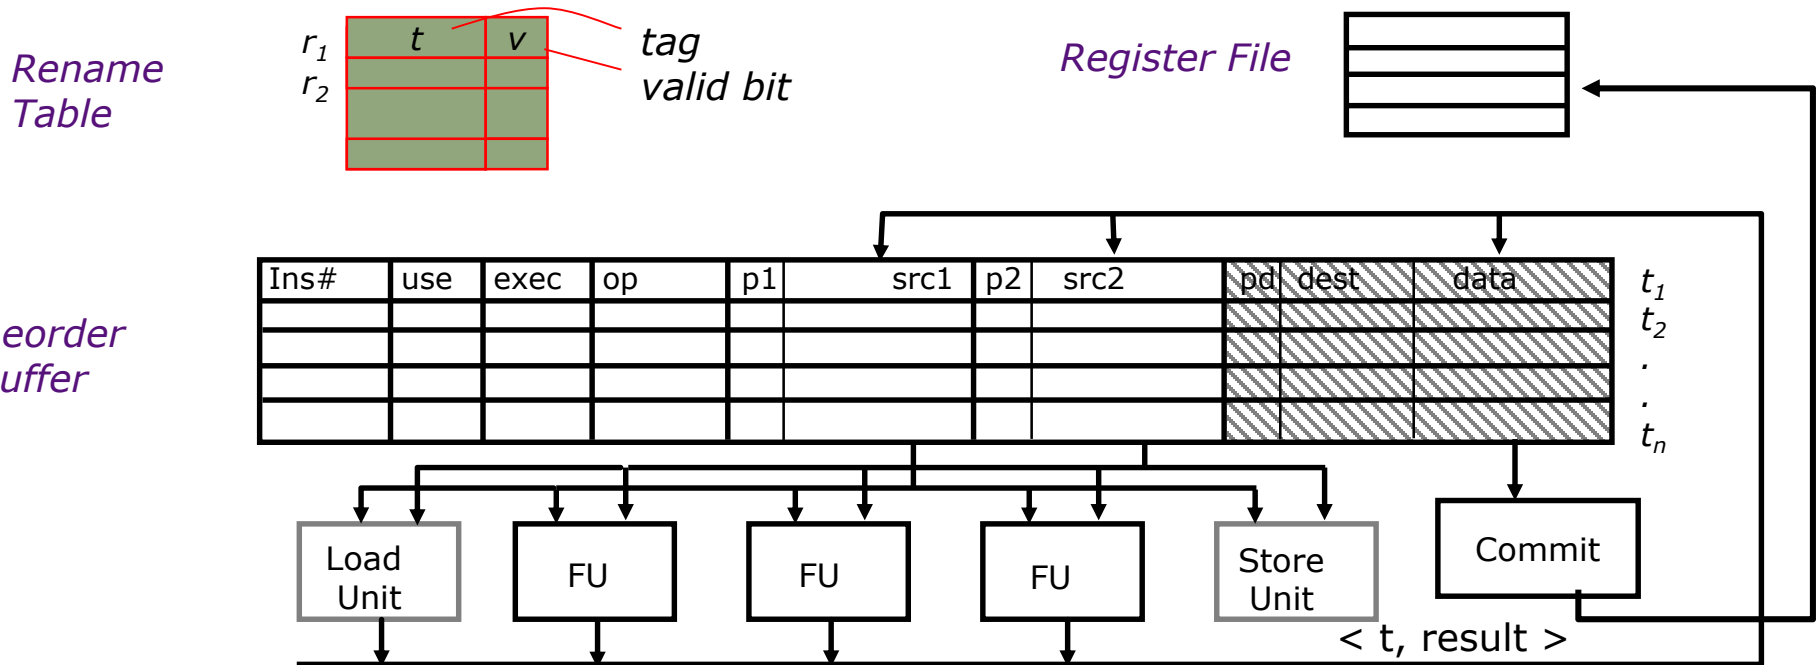 Rename
Table
r1
r2
t
v
tag
valid bit
Register File
eorder
uffer
Ins#
use
exec
op
p1
src1
p2
src2
pd
dest
data
t1
t2
.
.
tn
Load
Unit
FU
FU
FU
Store
Unit
Commit
< t, result >